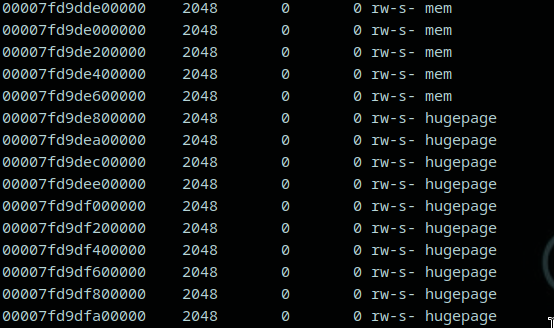 00007fd9dde00000 2048 0 0 rw-s- mem
00007fd9de000000 2048 0 0 rw-s- mem
00007fd9de200000 2048 0 0 rw-s- mem
00007fd9de400000 2048 0 0 rw-s- mem
00007fd9de600000 2048 0 0 rw-s- mem
00007fd9de800000 2048 0 0 rw-s- hugepage
00007fd9dea00000 2048 0 0 rw-s- hugepage
00007fd9dec00000 2048 0 0 rw-s- hugepage
00007fd9dee00000 2048 0 0 rw-s- hugepage
00007fd9df000000 2048 0 0 rw-s- hugepage
00007fd9df200000 2048 0 0 rw-s- hugepage
00007fd9df400000 2048 0 0 rw-s- hugepage
00007fd9df600000 2048 0 0 rw-s- hugepage
00007fd9df800000 2048 0 0 rw-s- hugepage
00007fd9dfa00000 2048 0 0 rw-s- hugepage